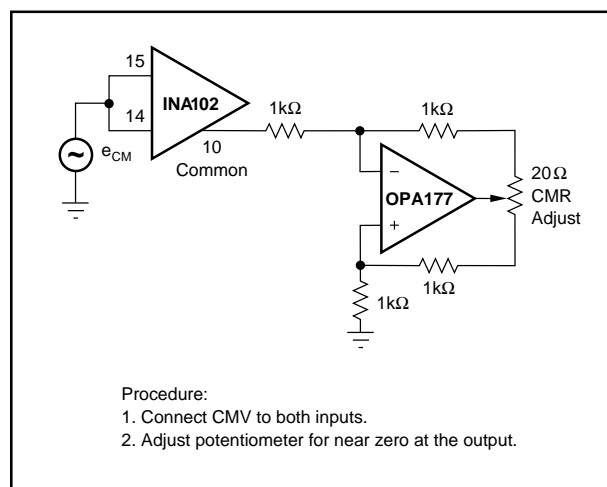 15
INA102
14
10
Common
eCM
1kΩ
1kΩ
20Ω
CMR
Adjust
−
OPA177
+
1kΩ
1kΩ
Procedure:
1. Connect CMV to both inputs.
2. Adjust potentiometer for near zero at the output.